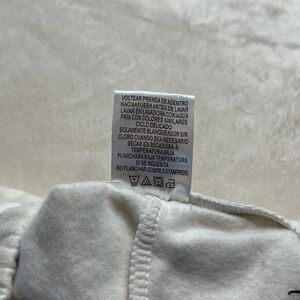 VOLTEAR PRENDA DE ADENTRO
HACIA AFUERA ANTES DE LAVAR
LAVAR EN LAVADORA CON AGUA
FRIA CON COLORES SIMILARES
CICLO DELICADO
SOLAMENTE BLANQUEADOR SIN
CLORO CUANDO SEA NECESARIO
SECAR EN SECADORA A
TEMPERATURA BAJA
PLANCHAR A BAJA TEMPERATURA
SI SE NECESITA
NO PLANCHAR SOBRE ESTAMPADO